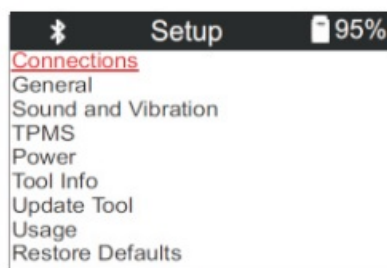 Setup 95%
Connections
General
Sound and Vibration
TPMS
Power
Tool Info
Update Tool
Usage
Restore Defaults